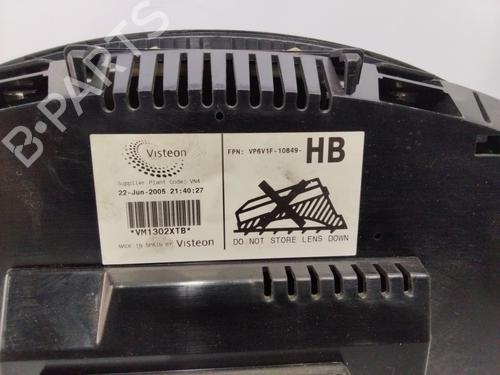 Visteon
Supplier Plant Code: VNA
22-Jun-2005 21:40:27
*VM1302XTB*
MADE IN SPAIN BY Visteon
FPN: VP6V1F-10849-
HB
DO NOT STORE LENS DOWN
B-PARTS